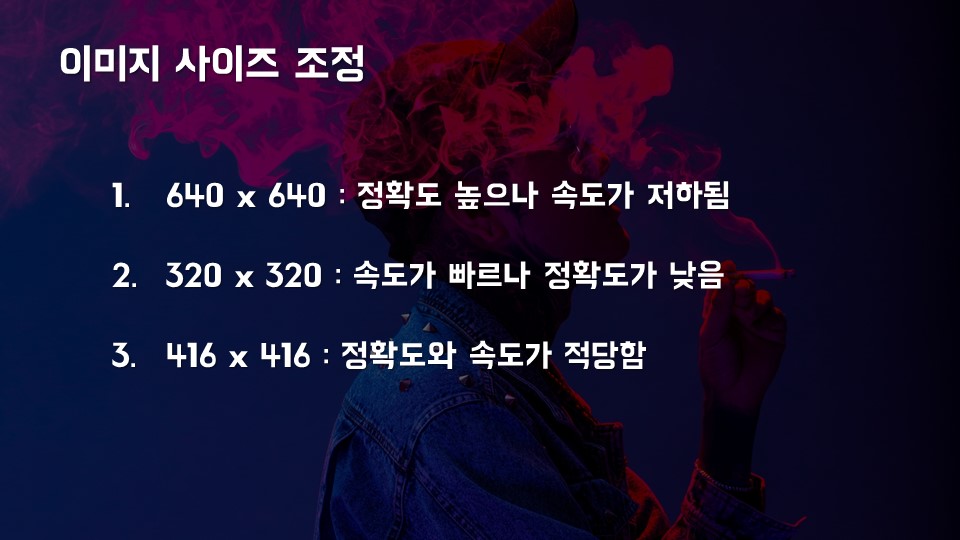 이미지 사이즈 조정
1. 640 x 640 : 정확도 높으나 속도가 저하됨
2. 320 x 320 : 속도가 빠르나 정확도가 낮음
3. 416 x 416 : 정확도와 속도가 적당함